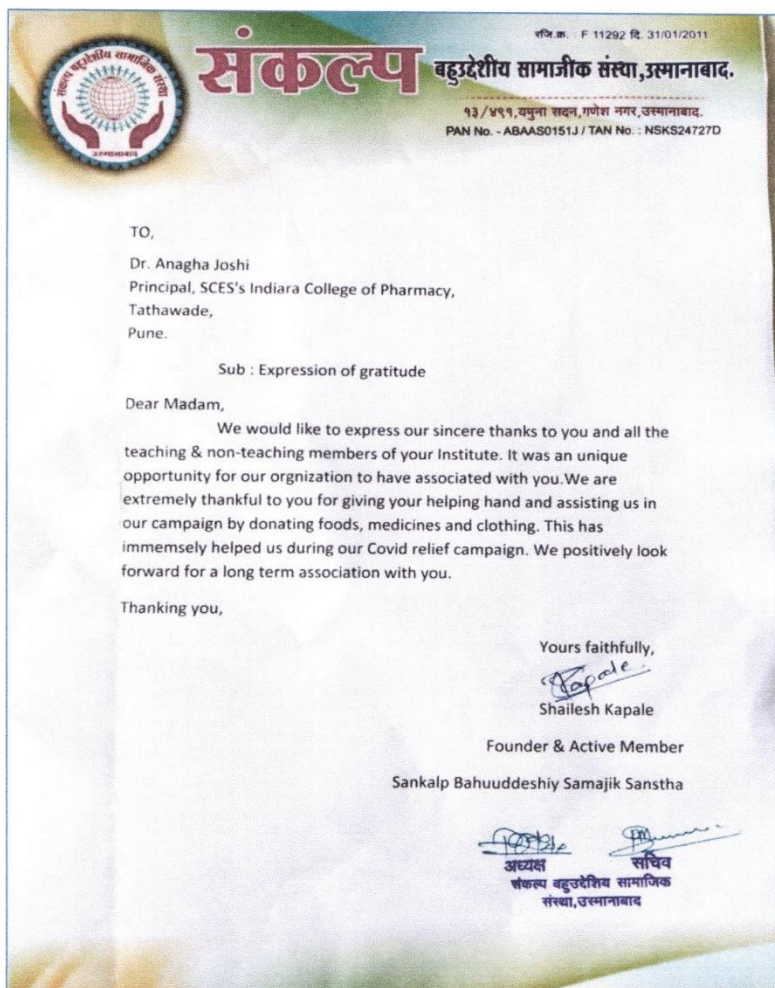 रजि.क्र. : F 11292 दि. 31/01/2011
संकल्प बहुउद्देशीय सामाजिक संस्था
उस्मानाबाद
संकल्प बहुउद्देशीय सामाजीक संस्था,उस्मानाबाद.
१३/४९१,यमुना सदन,गणेश नगर,उस्मानाबाद.
PAN No. - ABAAS0151J / TAN No. : NSKS24727D
TO,
Dr. Anagha Joshi
Principal, SCES's Indiara College of Pharmacy,
Tathawade,
Pune.
Sub : Expression of gratitude
Dear Madam,
We would like to express our sincere thanks to you and all the
teaching & non-teaching members of your Institute. It was an unique
opportunity for our orgnization to have associated with you.We are
extremely thankful to you for giving your helping hand and assisting us in
our campaign by donating foods, medicines and clothing. This has
immemsely helped us during our Covid relief campaign. We positively look
forward for a long term association with you.
Thanking you,
Yours faithfully,
Kapale
Shailesh Kapale
Founder & Active Member
Sankalp Bahuuddeshiy Samajik Sanstha
अध्यक्ष सचिव
संकल्प बहुउदेशिय सामाजिक
संस्था,उस्मानाबाद